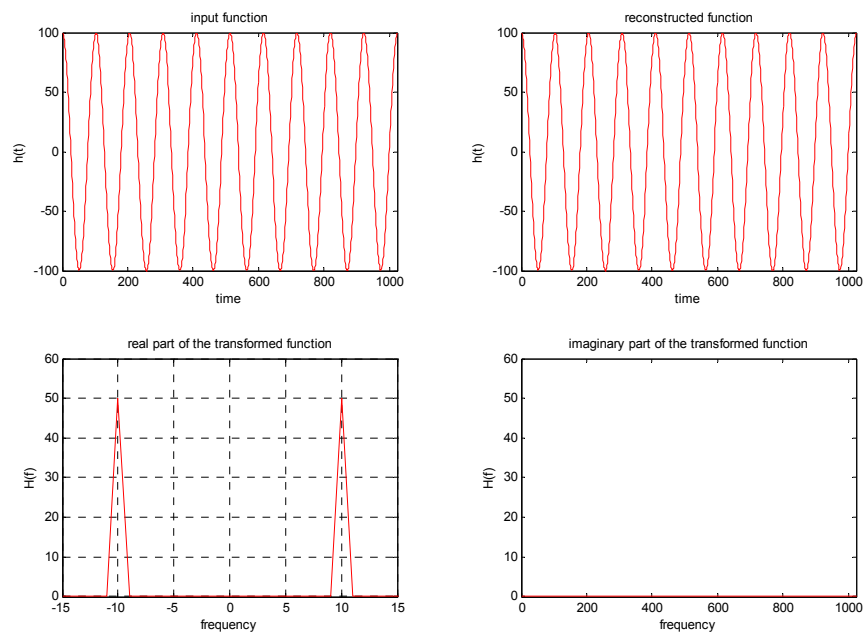 input function
100
50
0
-50
-100
h(t)
0 200 400 600 800 1000
time
reconstructed function
100
50
0
-50
-100
h(t)
0 200 400 600 800 1000
time
real part of the transformed function
60
50
40
30
20
10
0
H(f)
-15 -10 -5 0 5 10 15
frequency
imaginary part of the transformed function
60
50
40
30
20
10
0
H(f)
0 200 400 600 800 1000
frequency